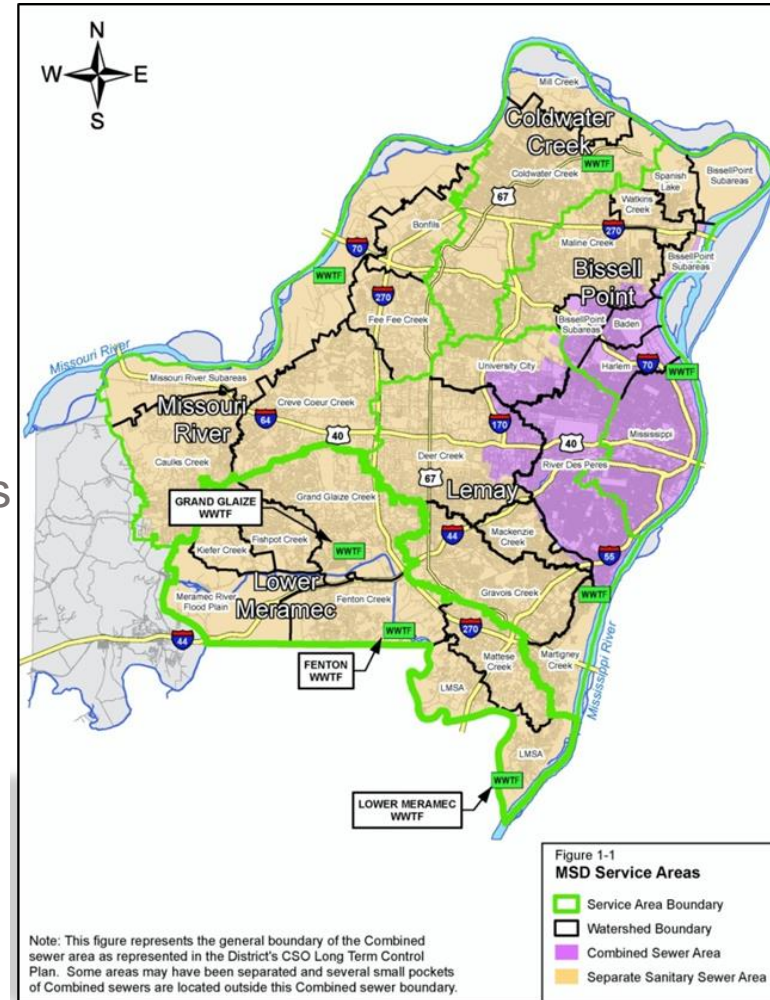 N
W E
S
Mill Creek
Coldwater
Creek
WWTF
Coldwater Creek
67
Spanish
Lake
BissellPoint
Subareas
Watkins
Creek
Bonfils
270
70
Maline Creek
BissellPoint
Subareas
WWTF
Bissell
Point
270
Fee Fee Creek
BissellPoint
Subareas
Baden
Missouri River
University City
Harlem
70
WWTF
Missouri River Subareas
Missouri
River
Creve Coeur Creek
64
170
Mississippi
40
40
Deer Creek
River Des Peres
Caulks Creek
67
Lemay
s
GRAND GLAIZE
WWTF
Grand Glaize Creek
44
Mackenzie
Creek
Fishpot Creek
WWTF
Kiefer Creek
55
Lower
Meramec
Meramec River
Flood Plain
Fenton Creek
Gravois Creek
WWTF
270
WWTF
44
Mattese
Creek
Martigney
Creek
FENTON
WWTF
LMSA
Mississippi River
LMSA
WWTF
LOWER MERAMEC
WWTF
Figure 1-1
MSD Service Areas
Service Area Boundary
Watershed Boundary
Combined Sewer Area
Separate Sanitary Sewer Area
Note: This figure represents the general boundary of the Combined
sewer area as represented in the District's CSO Long Term Control
Plan. Some areas may have been separated and several small pockets
of Combined sewers are located outside this Combined sewer boundary.